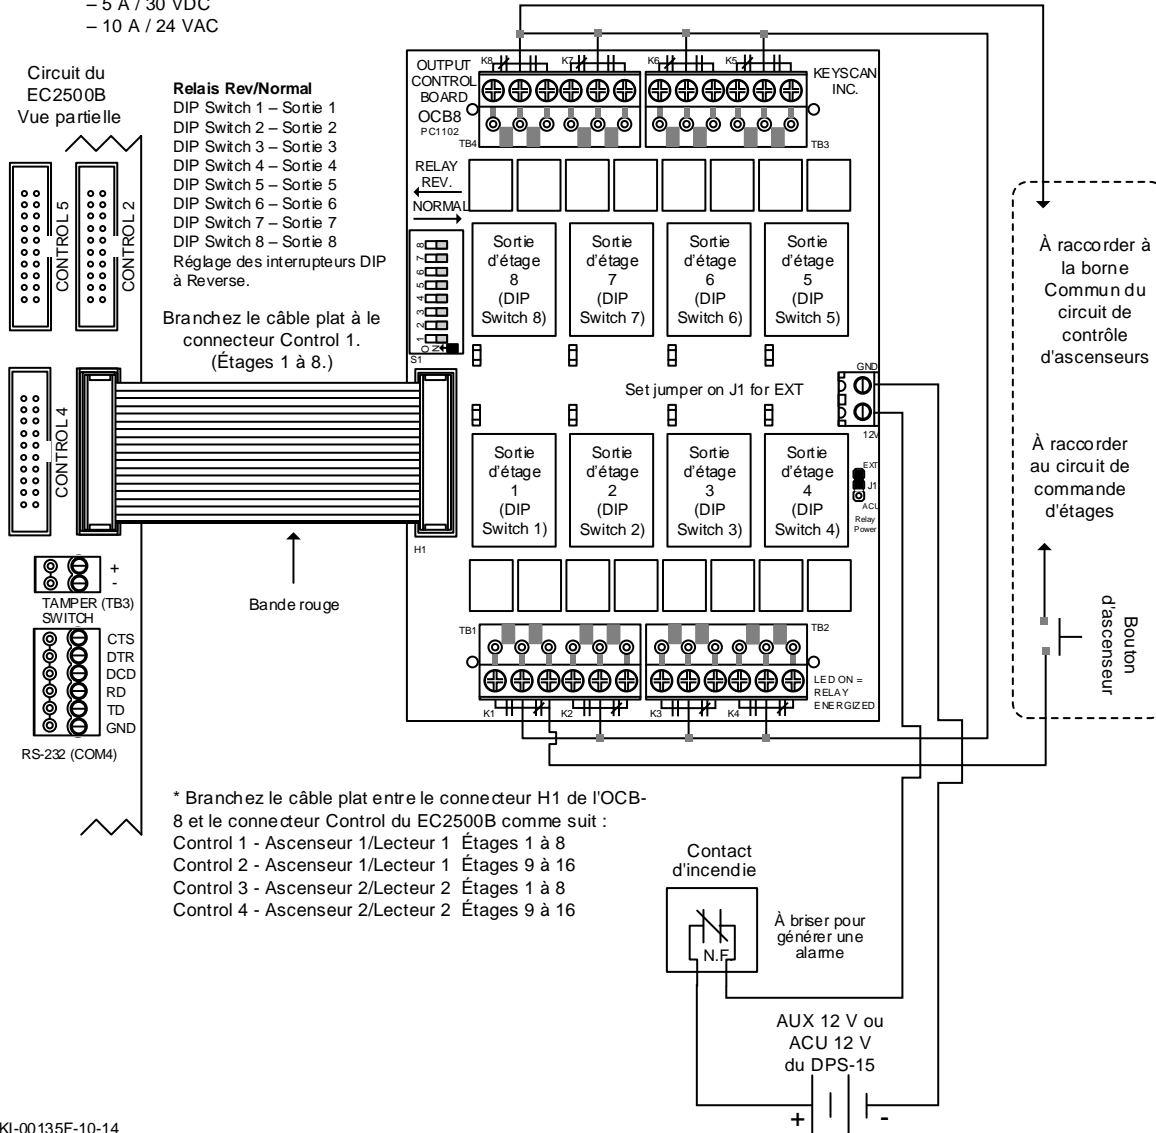 – 5 A / 30 VDC
– 10 A / 24 VAC
Circuit du
EC2500B
Vue partielle
Relais Rev/Normal
DIP Switch 1 – Sortie 1
DIP Switch 2 – Sortie 2
DIP Switch 3 – Sortie 3
DIP Switch 4 – Sortie 4
DIP Switch 5 – Sortie 5
DIP Switch 6 – Sortie 6
DIP Switch 7 – Sortie 7
DIP Switch 8 – Sortie 8
Réglage des interrupteurs DIP
à Reverse.
Branchez le câble plat à le
connecteur Control 1.
(Étages 1 à 8.)
CONTROL 5
CONTROL 2
CONTROL 4
Bande rouge
+
-
TAMPER (TB3)
SWITCH
CTS
DTR
DCD
RD
TD
GND
RS-232 (COM4)
OUTPUT
CONTROL
BOARD
OCB8
PC1102
K8
K7
K6
K5
KEYSCAN
INC.
TB4
TB3
RELAY
REV.
NORMAL
8
7
6
5
4
3
2
1
ON
S1
Sortie
d'étage
8
(DIP
Switch 8)
Sortie
d'étage
7
(DIP
Switch 7)
Sortie
d'étage
6
(DIP
Switch 6)
Sortie
d'étage
5
(DIP
Switch 5)
Set jumper on J1 for EXT
GND
12V
Sortie
d'étage
1
(DIP
Switch 1)
Sortie
d'étage
2
(DIP
Switch 2)
Sortie
d'étage
3
(DIP
Switch 3)
Sortie
d'étage
4
(DIP
Switch 4)
EXT
J1
ACU
Relay
Power
H1
TB1
TB2
K1
K2
K3
K4
LED ON =
RELAY
ENERGIZED
À raccorder à
la borne
Commun du
circuit de
contrôle
d'ascenseurs
À raccorder
au circuit de
commande
d'étages
Bouton
d'ascenseur
* Branchez le câble plat entre le connecteur H1 de l'OCB-
8 et le connecteur Control du EC2500B comme suit :
Control 1 - Ascenseur 1/Lecteur 1 Étages 1 à 8
Control 2 - Ascenseur 1/Lecteur 1 Étages 9 à 16
Control 3 - Ascenseur 2/Lecteur 2 Étages 1 à 8
Control 4 - Ascenseur 2/Lecteur 2 Étages 9 à 16
Contact
d'incendie
N.F.
À briser pour
générer une
alarme
AUX 12 V ou
ACU 12 V
du DPS-15
+
-
KI-00135F-10-14